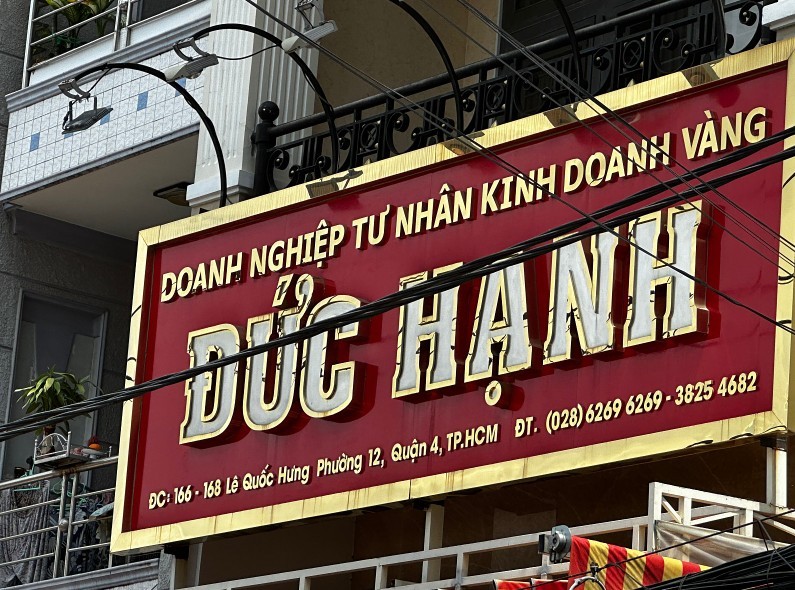 DOANH NGHIỆP TƯ NHÂN KINH DOANH VÀNG
ĐỨC HẠNH
ĐC: 166 - 168 Lê Quốc Hưng Phường 12, Quận 4, TP.HCM ĐT. (028) 6269 6269 - 3825 4682